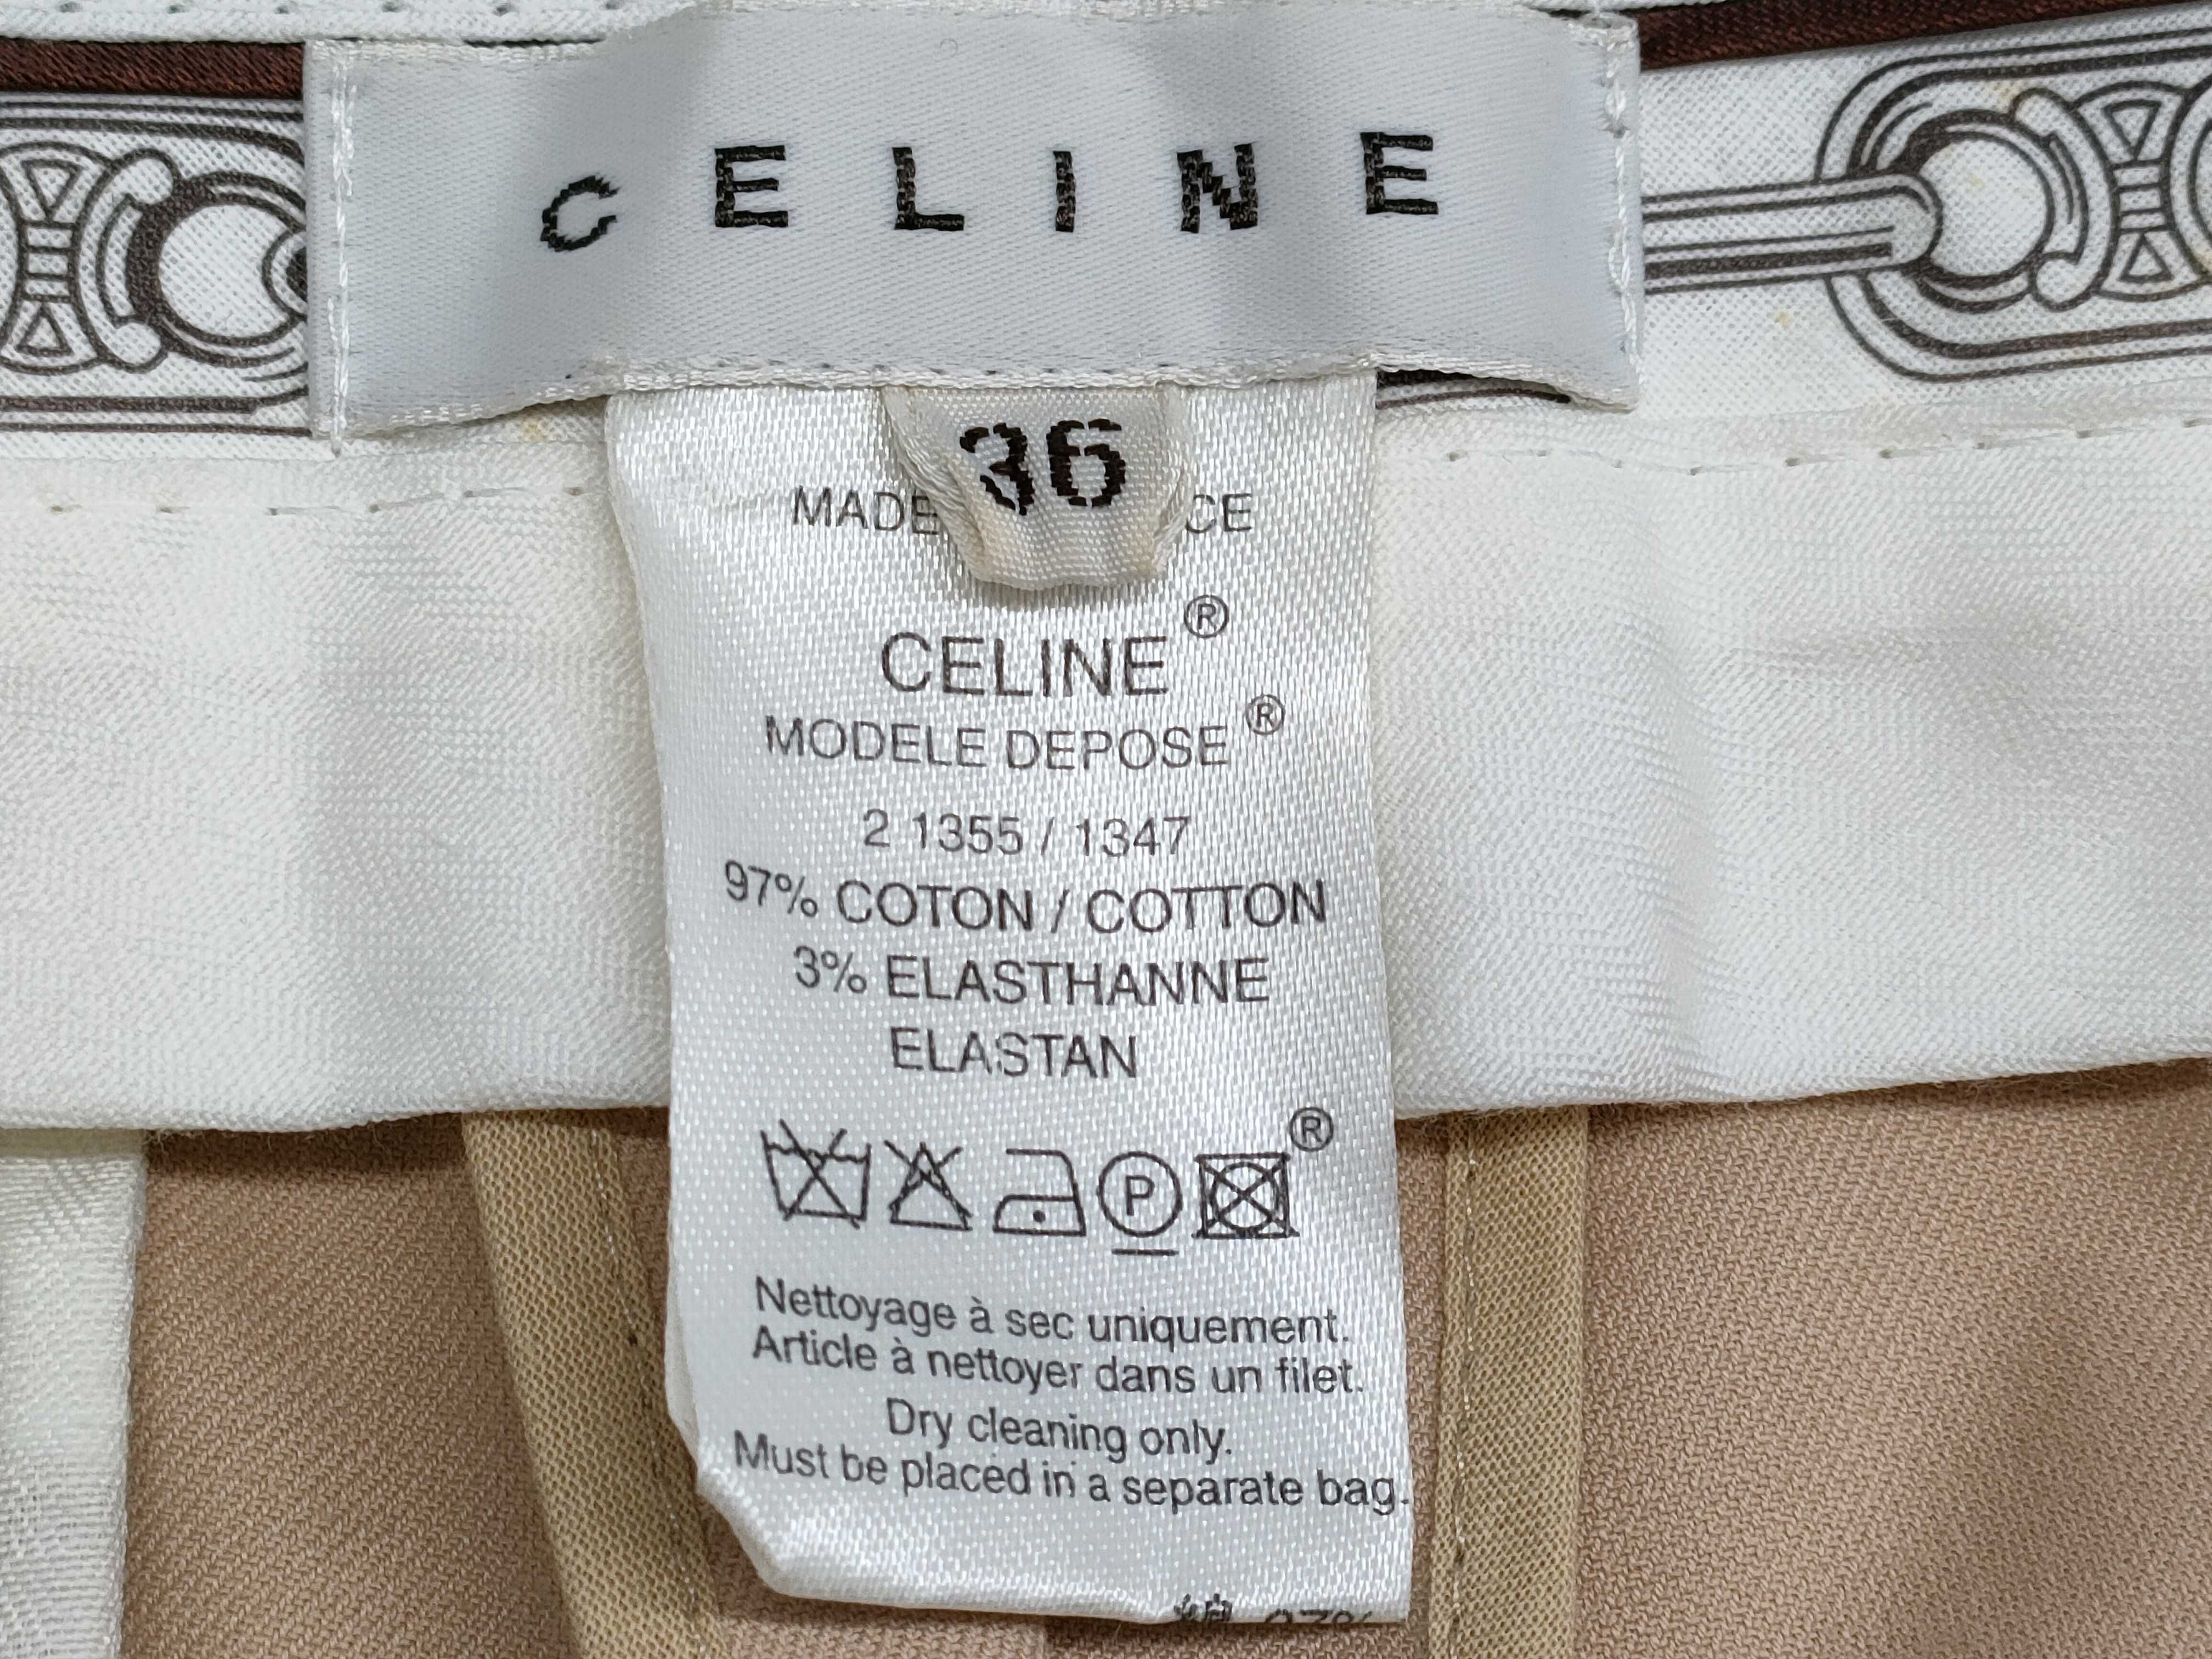 CELINE
36
MADE CE
CELINE®
MODELE DEPOSE®
2 1355 / 1347
97% COTON / COTTON
3% ELASTHANNE
ELASTAN
P ®
Nettoyage à sec uniquement.
Article à nettoyer dans un filet.
Dry cleaning only.
Must be placed in a separate bag.